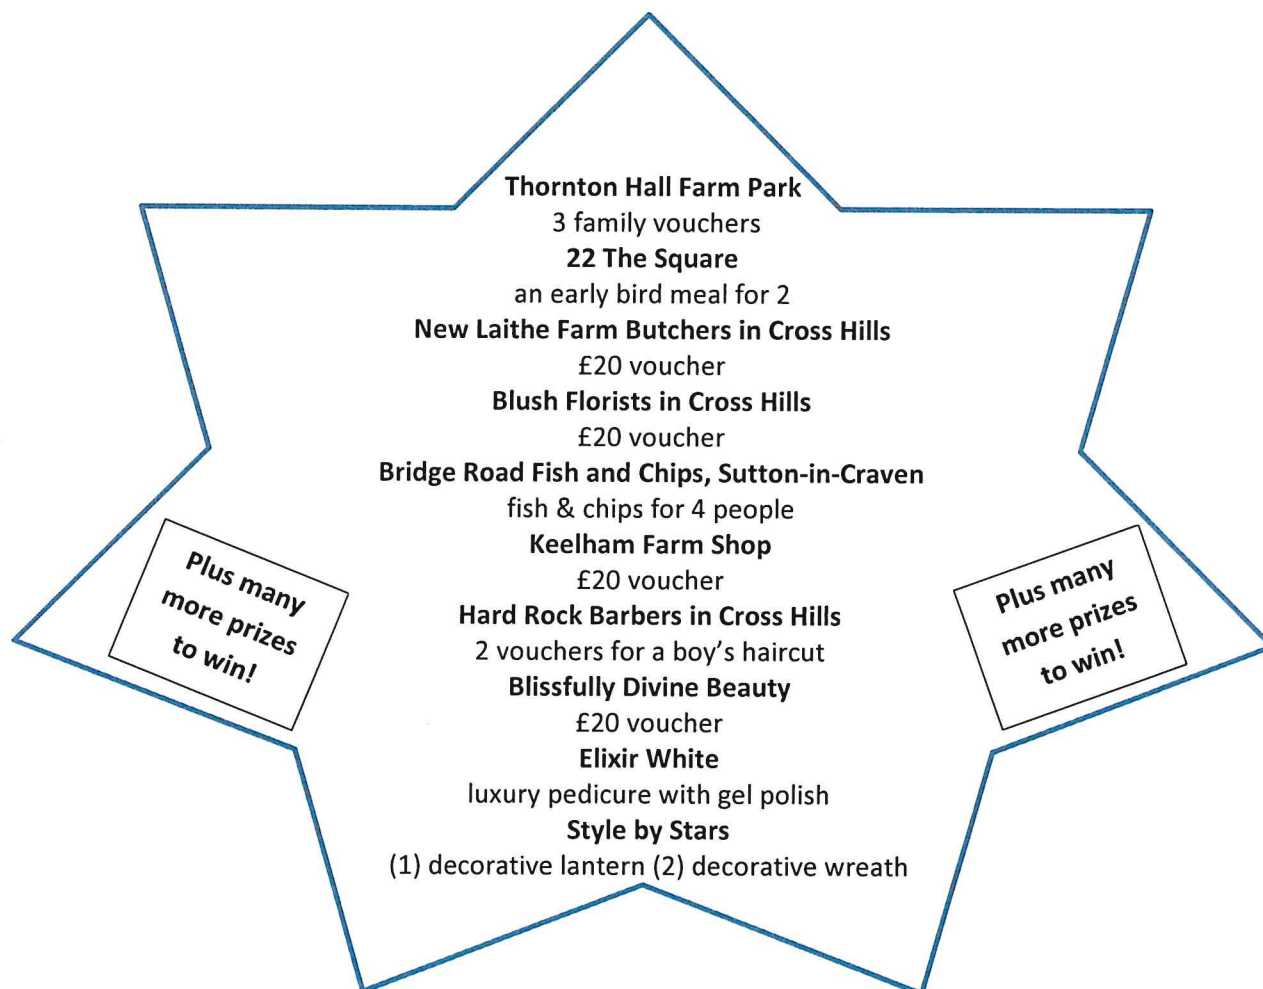 Thornton Hall Farm Park
3 family vouchers
22 The Square
an early bird meal for 2
New Laithe Farm Butchers in Cross Hills
£20 voucher
Blush Florists in Cross Hills
£20 voucher
Bridge Road Fish and Chips, Sutton-in-Craven
fish & chips for 4 people
Keelham Farm Shop
£20 voucher
Hard Rock Barbers in Cross Hills
2 vouchers for a boy's haircut
Blissfully Divine Beauty
£20 voucher
Elixir White
luxury pedicure with gel polish
Style by Stars
(1) decorative lantern (2) decorative wreath
Plus many
more prizes
to win!
Plus many
more prizes
to win!